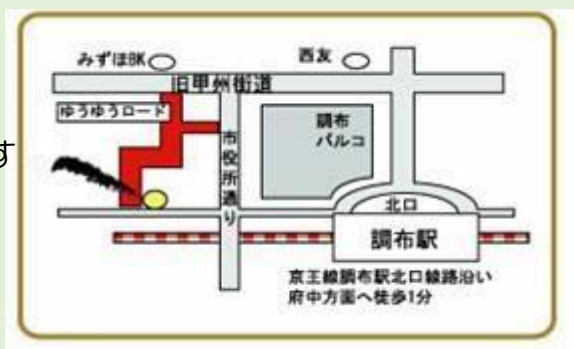 みずほBK
西友
旧甲州街道
ゆうゆうロード
す
調布
パルコ
市役所通り
北口
調布駅
京王線調布駅北口線路沿い
府中方面へ徒歩1分